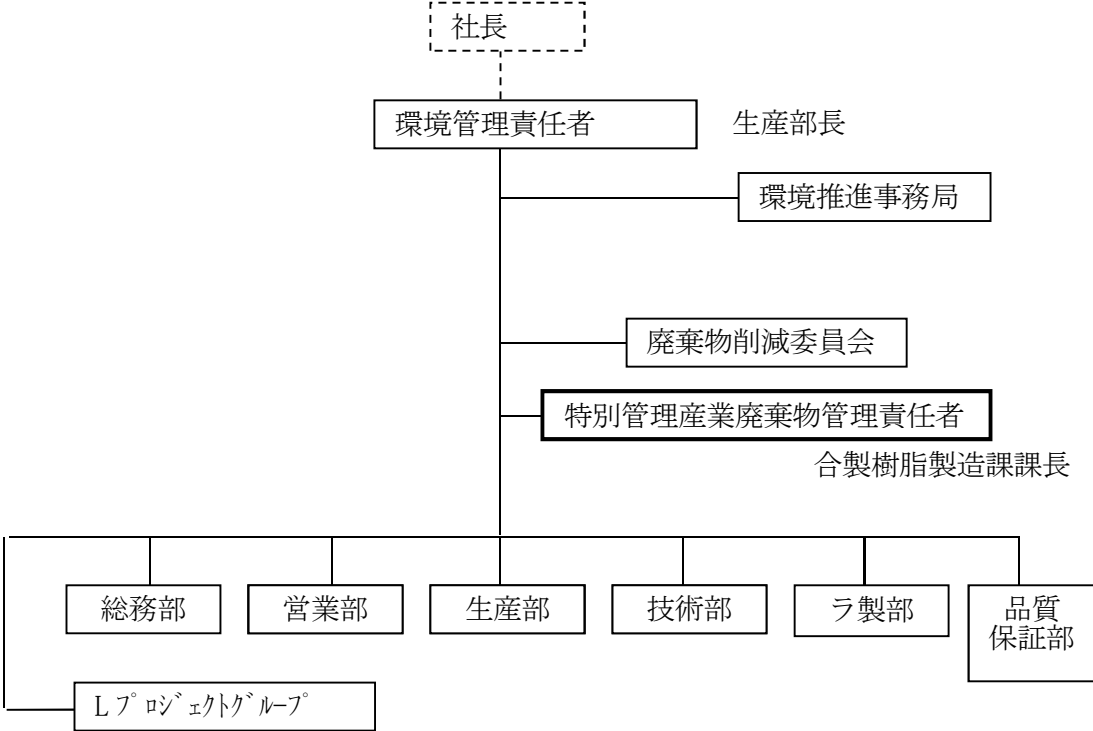 社長
環境管理責任者 生産部長
環境推進事務局
廃棄物削減委員会
特別管理産業廃棄物管理責任者
合製樹脂製造課課長
総務部 営業部 生産部 技術部 ラ製部 品質
保証部
Lﾌﾟﾛｼﾞｪｸﾄｸﾞﾙｰﾌﾟ